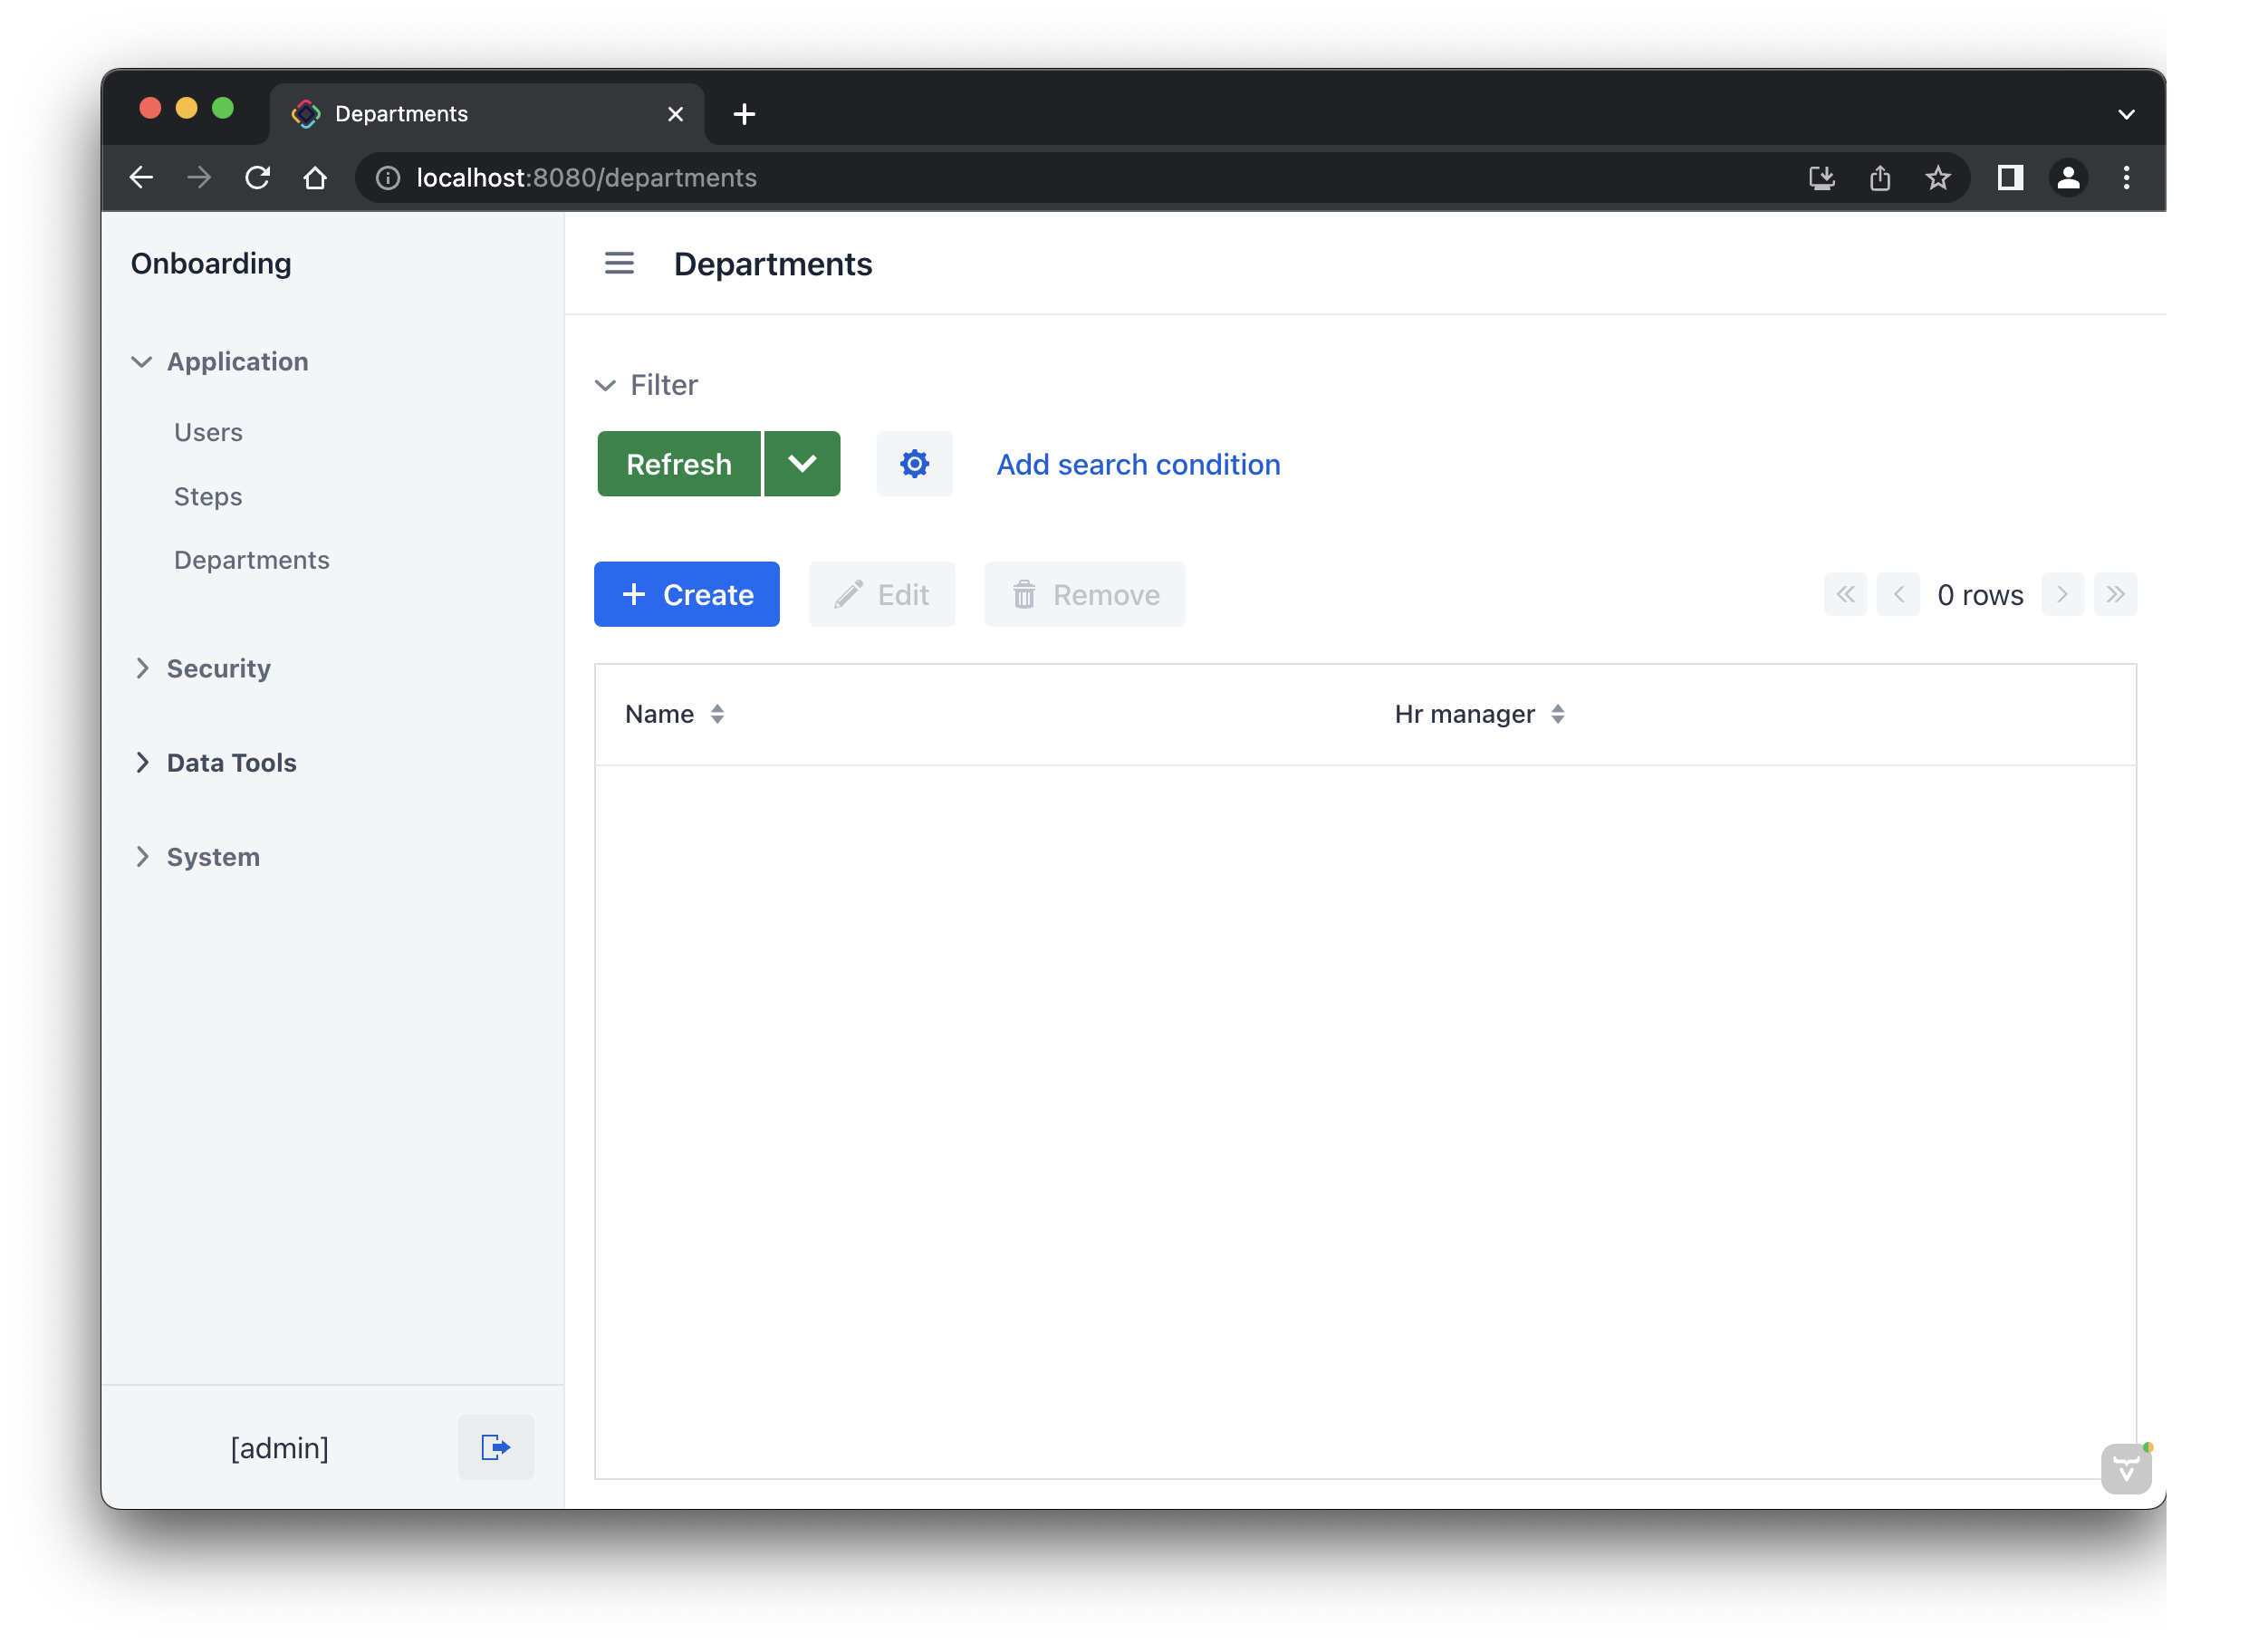 Departments
localhost:8080/departments
Onboarding
Departments
Application
Users
Steps
Departments
Security
Data Tools
System
[admin]
Filter
Refresh
Add search condition
Create Edit Remove 0 rows
Name Hr manager